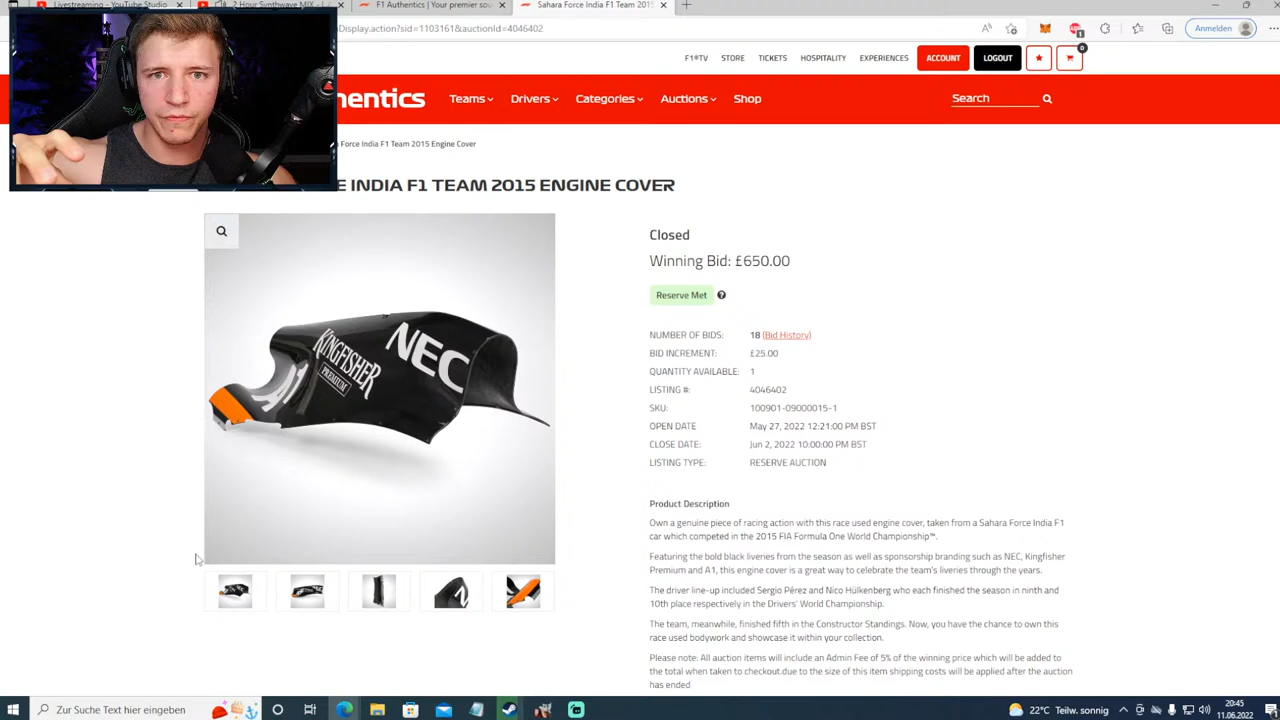 Livestreaming - YouTube Studio
2 Hour Synthwave MIX - (
F1 Authentics | Your premier sou
Sahara Force India F1 Team 2015
Display.action?sid=1103161&auctionId=4046402
Anmelden
F1®TV STORE TICKETS HOSPITALITY EXPERIENCES ACCOUNT LOGOUT 0
hentics Teams Drivers Categories Auctions Shop Search
Force India F1 Team 2015 Engine Cover
E INDIA F1 TEAM 2015 ENGINE COVER
Closed
Winning Bid: £650.00
Reserve Met
NUMBER OF BIDS: 18 (Bid History)
BID INCREMENT: £25.00
QUANTITY AVAILABLE: 1
LISTING #: 4046402
SKU: 100901-09000015-1
OPEN DATE May 27, 2022 12:21:00 PM BST
CLOSE DATE: Jun 2, 2022 10:00:00 PM BST
LISTING TYPE: RESERVE AUCTION
A1
KINGFISHER
PREMIUM
NEC
Product Description
Own a genuine piece of racing action with this race used engine cover, taken from a Sahara Force India F1
car which competed in the 2015 FIA Formula One World Championship™.
Featuring the bold black liveries from the season as well as sponsorship branding such as NEC, Kingfisher
Premium and A1, this engine cover is a great way to celebrate the team's liveries through the years.
The driver line-up included Sergio Pérez and Nico Hülkenberg who each finished the season in ninth and
10th place respectively in the Drivers' World Championship.
The team, meanwhile, finished fifth in the Constructor Standings. Now, you have the chance to own this
race used bodywork and showcase it within your collection.
Please note: All auction items will include an Admin Fee of 5% of the winning price which will be added to
the total when taken to checkout.due to the size of this item shipping costs will be applied after the auction
has ended
Zur Suche Text hier eingeben
22°C Teilw. sonnig
20:45
11.06.2022